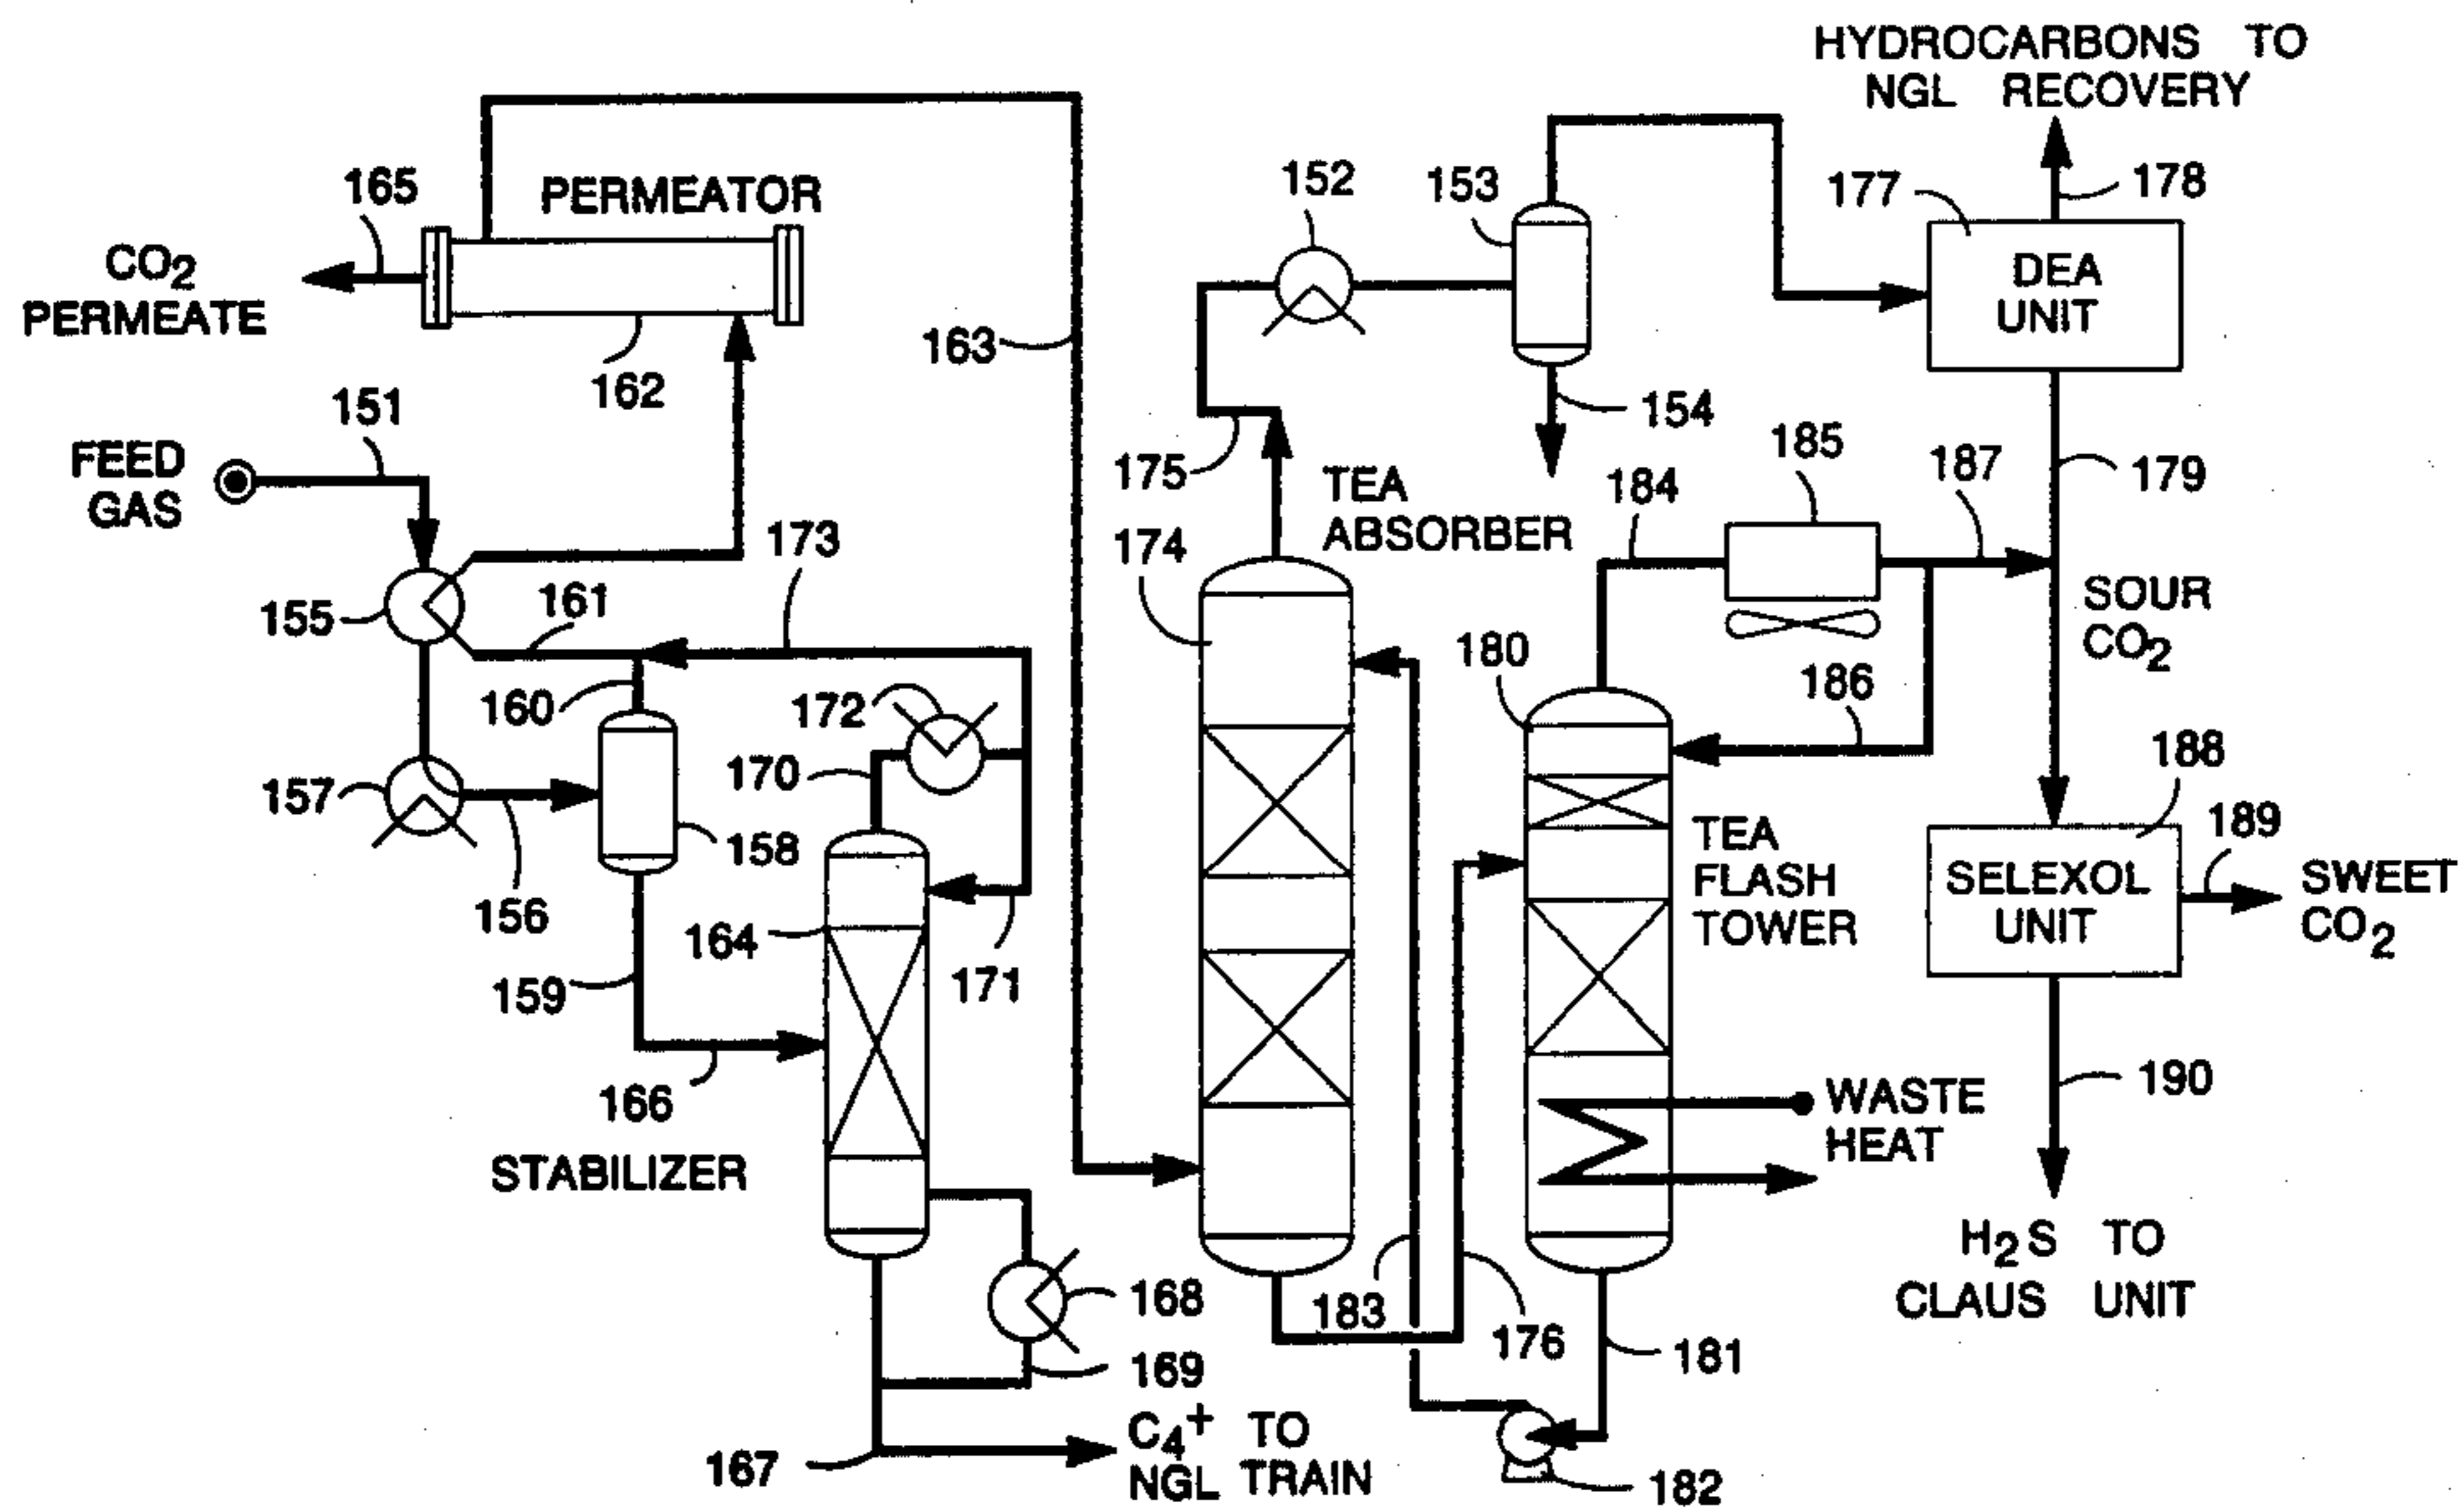 HYDROCARBONS TO
NGL RECOVERY
165
PERMEATOR
152
153
177
178
CO2
PERMEATE
DEA
UNIT
163
162
154
151
FEED
GAS
175
TEA
ABSORBER
185
187
179
184
173
174
155
161
SOUR
CO2
180
186
160
172
170
157
158
188
189
TEA
FLASH
TOWER
SELEXOL
UNIT
SWEET
CO2
156
164
171
159
166
190
WASTE
HEAT
STABILIZER
H2S TO
CLAUS UNIT
168
183
176
181
169
C4+ TO
NGL TRAIN
167
182